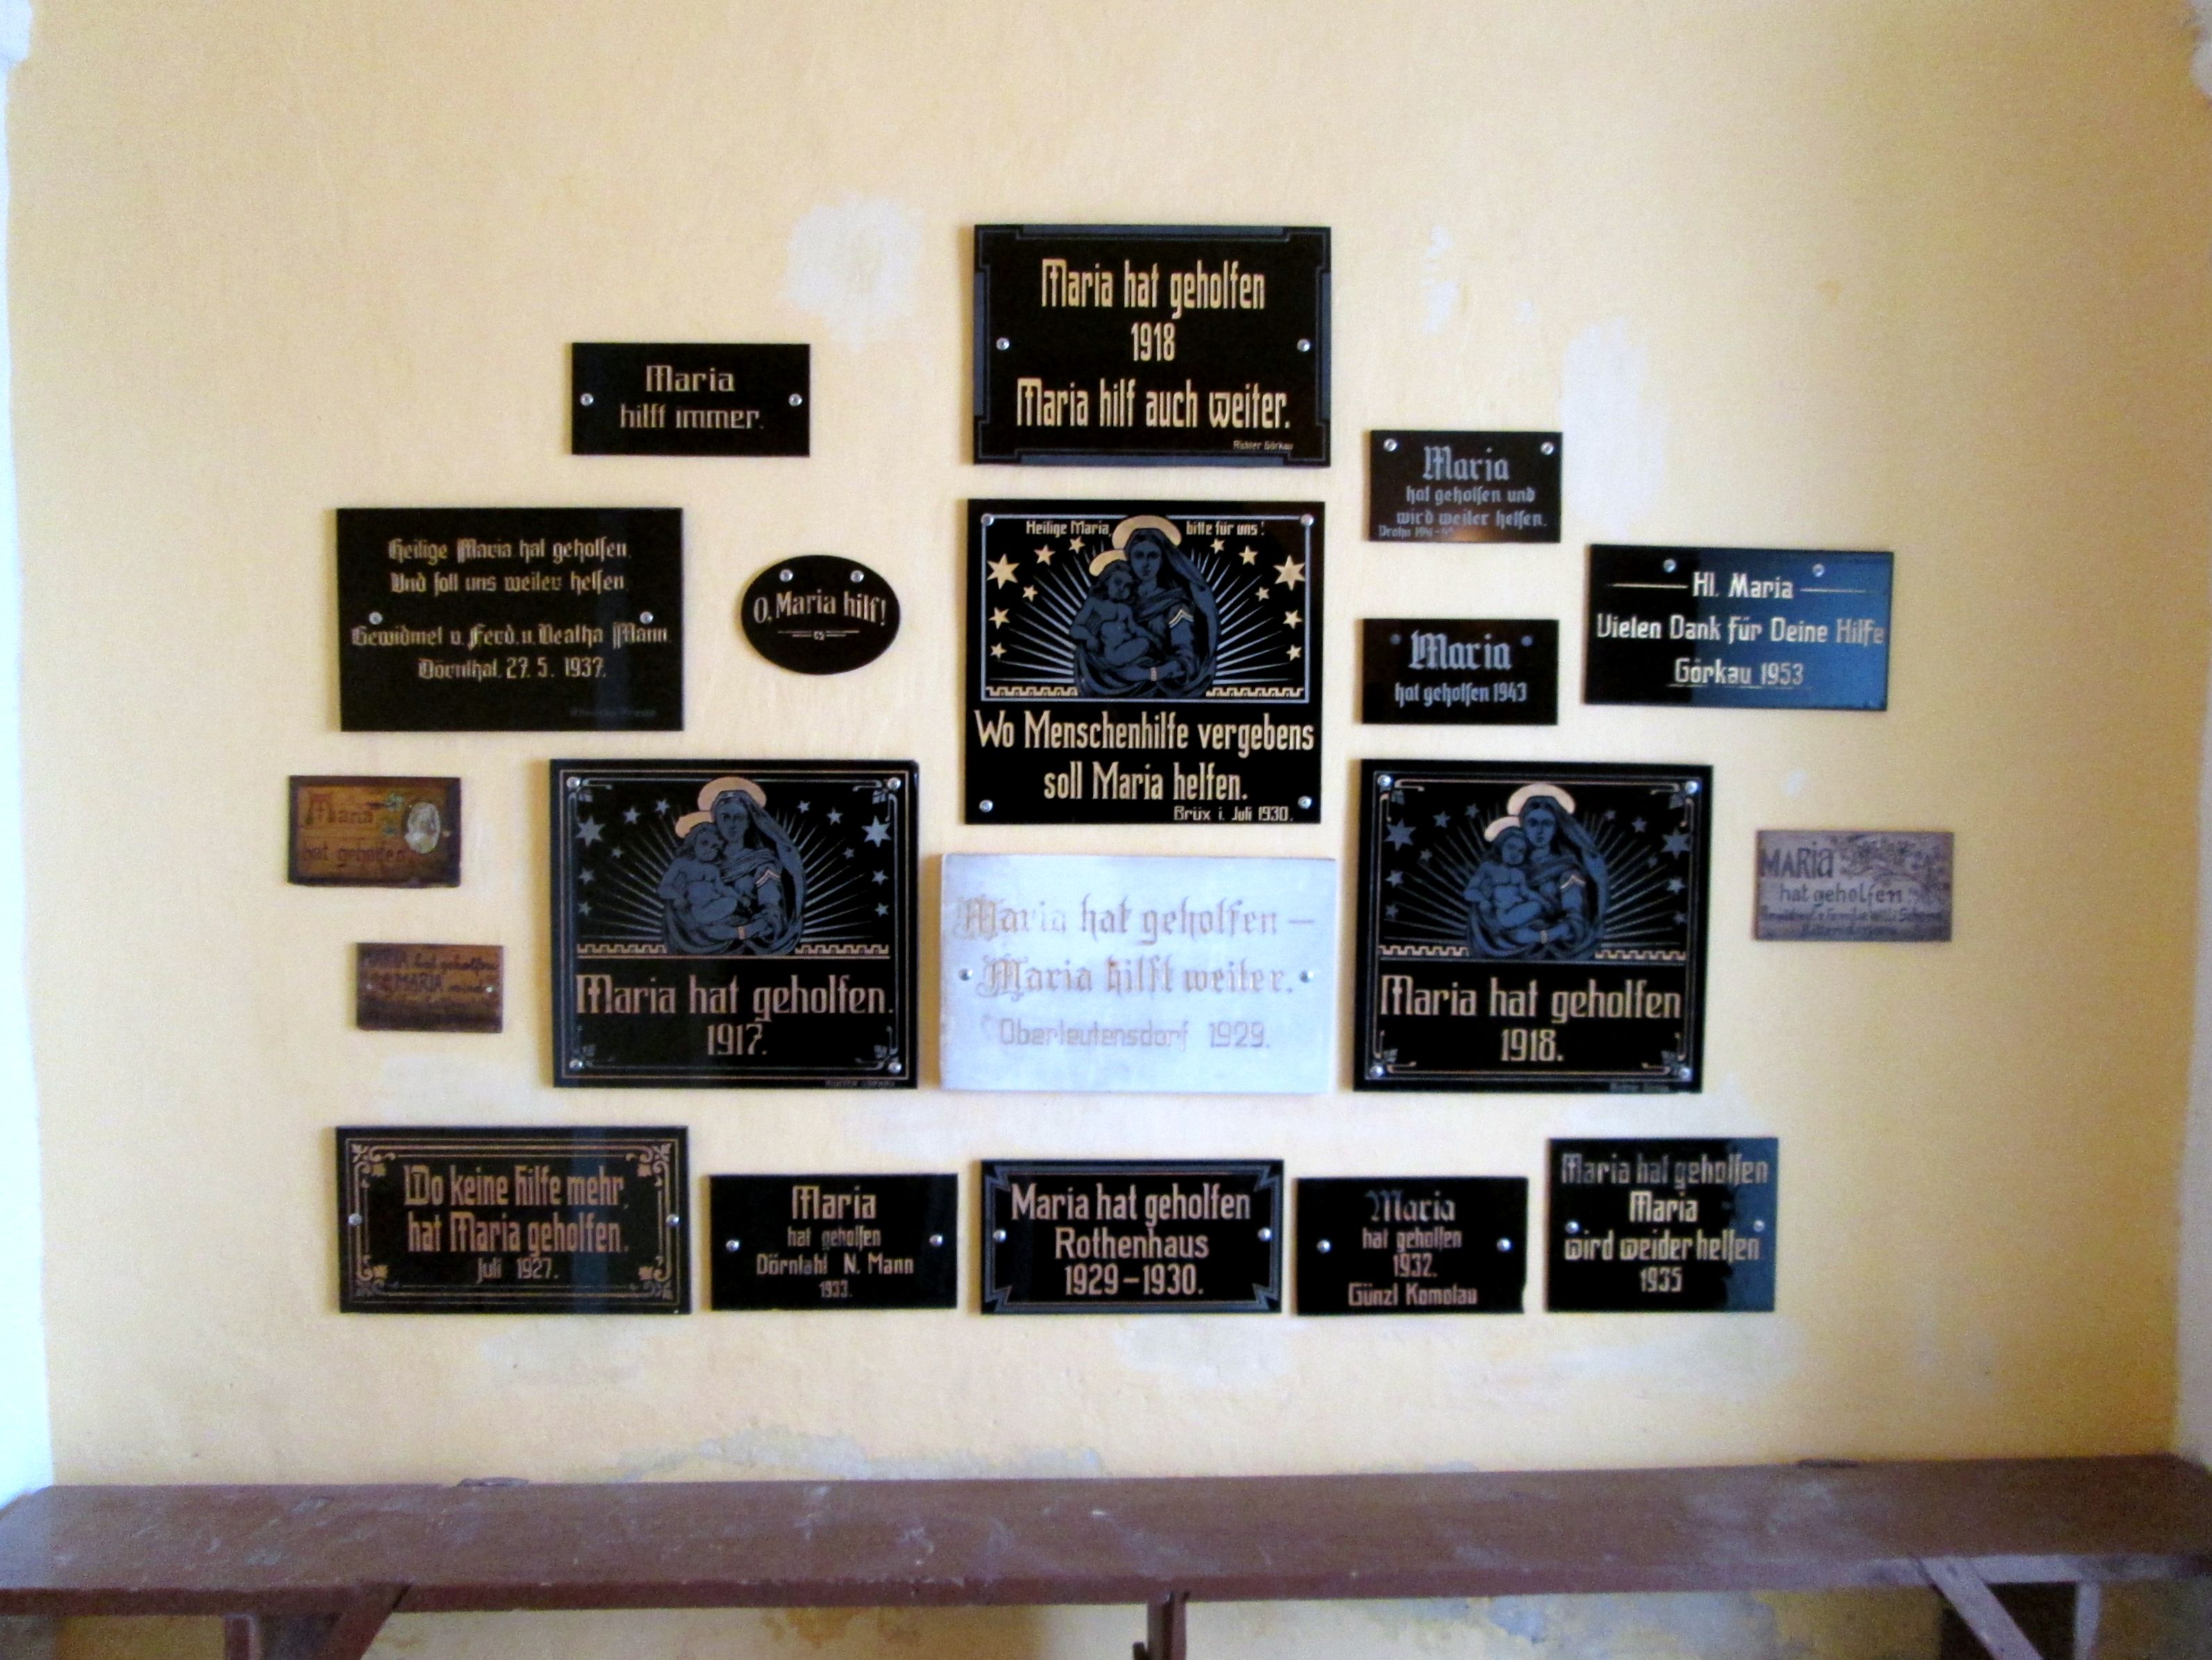 Maria hat geholfen
1918
Maria hilf auch weiter.
Richter Görkau
Maria
hilft immer.
Maria
hat geholfen und
wird weiter helfen.
Heilige Maria hat geholfen.
Und soll uns weiter helfen
Gewidmet v. Ferd. u. Beatha Mann
Dörnthal. 27. 5. 1937.
O, Maria hilf!
Heilige Maria, bitte für uns!
Wo Menschenhilfe vergebens
soll Maria helfen.
Brüx i. Juli 1930.
Maria
hat geholfen 1943
Hl. Maria
Vielen Dank für Deine Hilfe
Görkau 1953
Maria
hat geholfen
Maria hat geholfen.
1917.
Maria hat geholfen —
Maria hilft weiter.
Oberleutensdorf 1929.
Maria hat geholfen
1918.
MARia
hat geholfen
hat geholfen
MARIA
Wo keine Hilfe mehr,
hat Maria geholfen.
Juli 1927.
Maria
hat geholfen
Dörntahl N. Mann
1933.
Maria hat geholfen
Rothenhaus
1929–1930.
Maria
hat geholfen
1932.
Günzl Komotau
Maria hat geholfen
Maria
wird weider helfen
1935